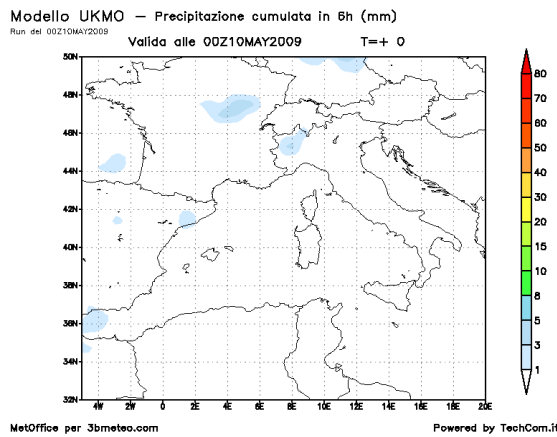 Modello UKMO — Precipitazione cumulata in 6h (mm)
Run del 00Z10MAY2009
Valida alle 00Z10MAY2009 T=+ 0
50N
48N
46N
44N
42N
40N
38N
36N
34N
32N
4W 2W 0 2E 4E 6E 8E 10E 12E 14E 16E 18E 20E
80
70
60
50
40
30
20
15
10
8
5
3
1
MetOffice per 3bmeteo.com Powered by TechCom.it